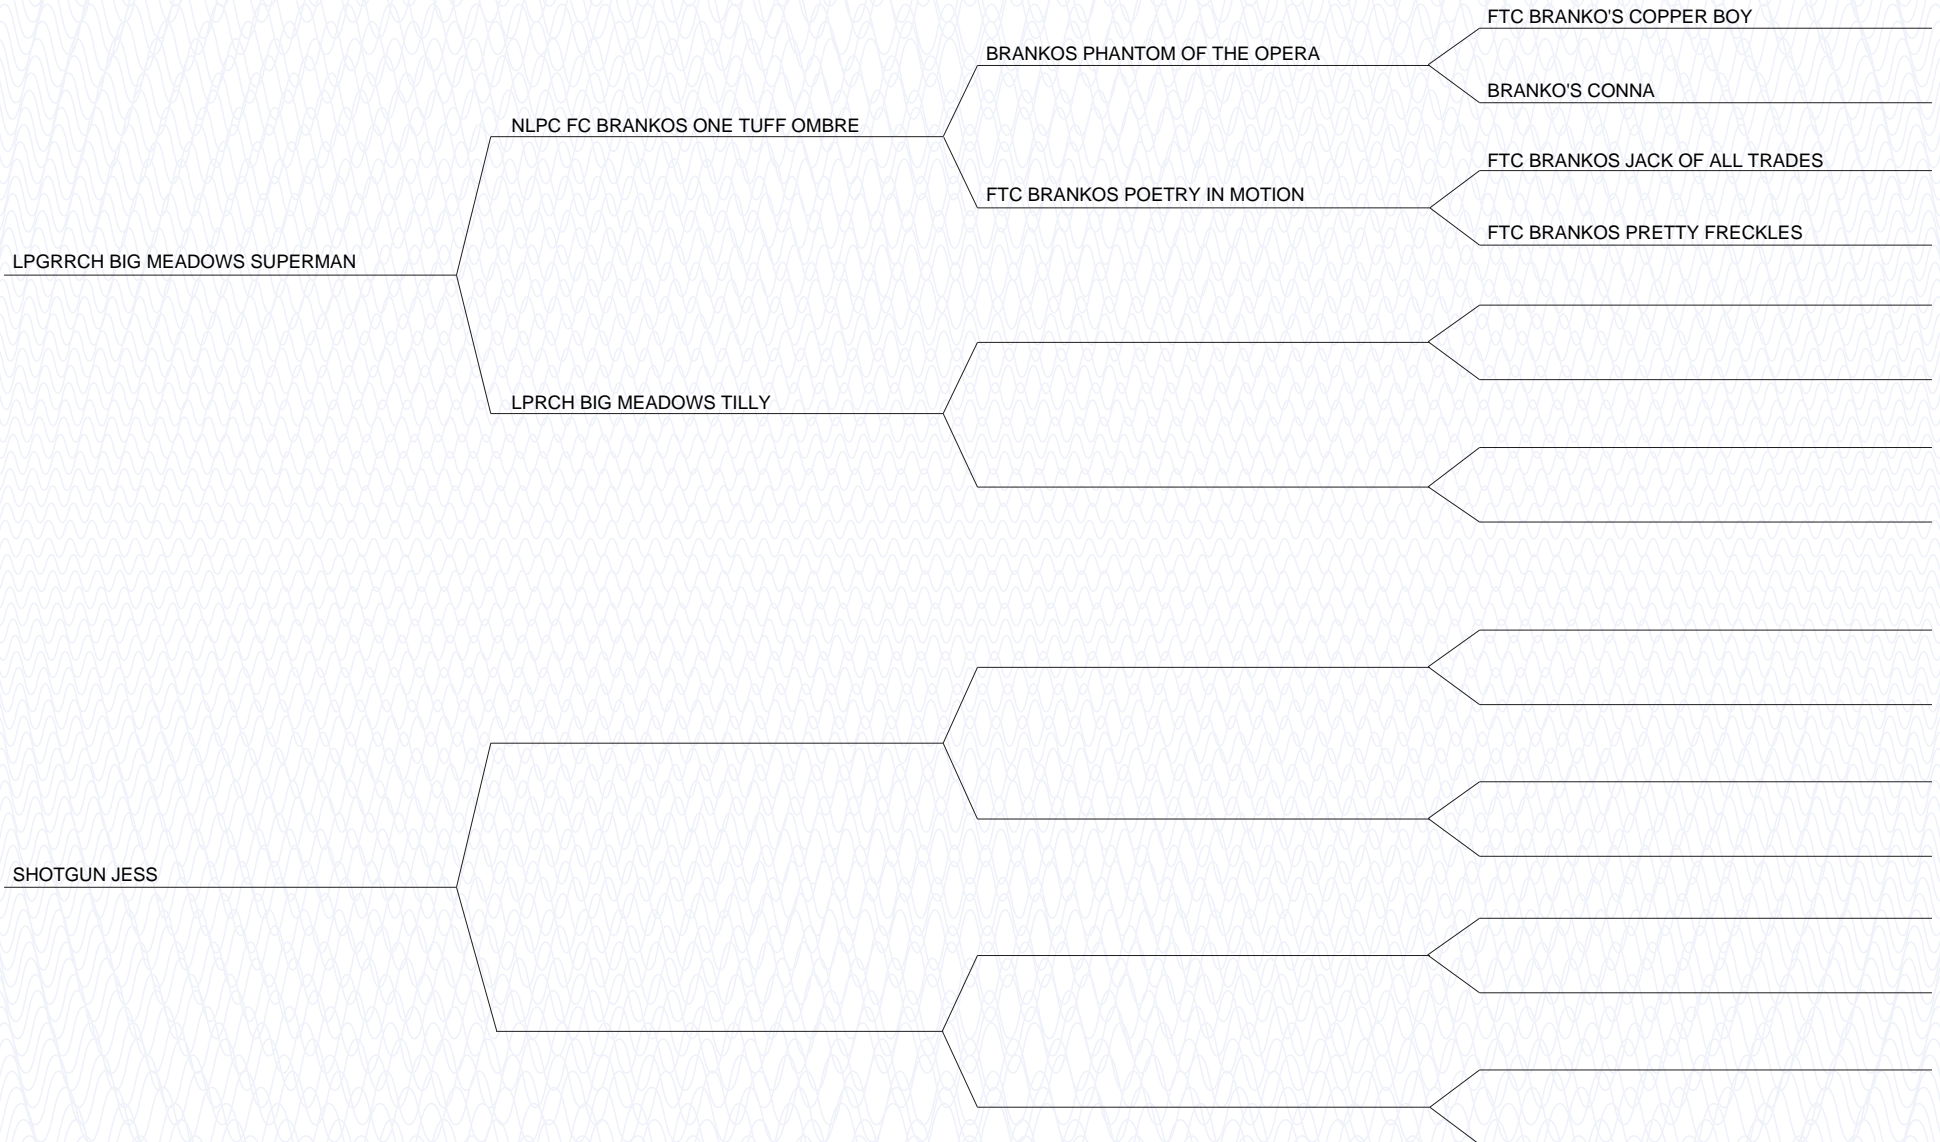 FTC BRANKO'S COPPER BOY
BRANKOS PHANTOM OF THE OPERA
BRANKO'S CONNA
NLPC FC BRANKOS ONE TUFF OMBRE
FTC BRANKOS JACK OF ALL TRADES
FTC BRANKOS POETRY IN MOTION
FTC BRANKOS PRETTY FRECKLES
LPGRRCH BIG MEADOWS SUPERMAN
LPRCH BIG MEADOWS TILLY
SHOTGUN JESS